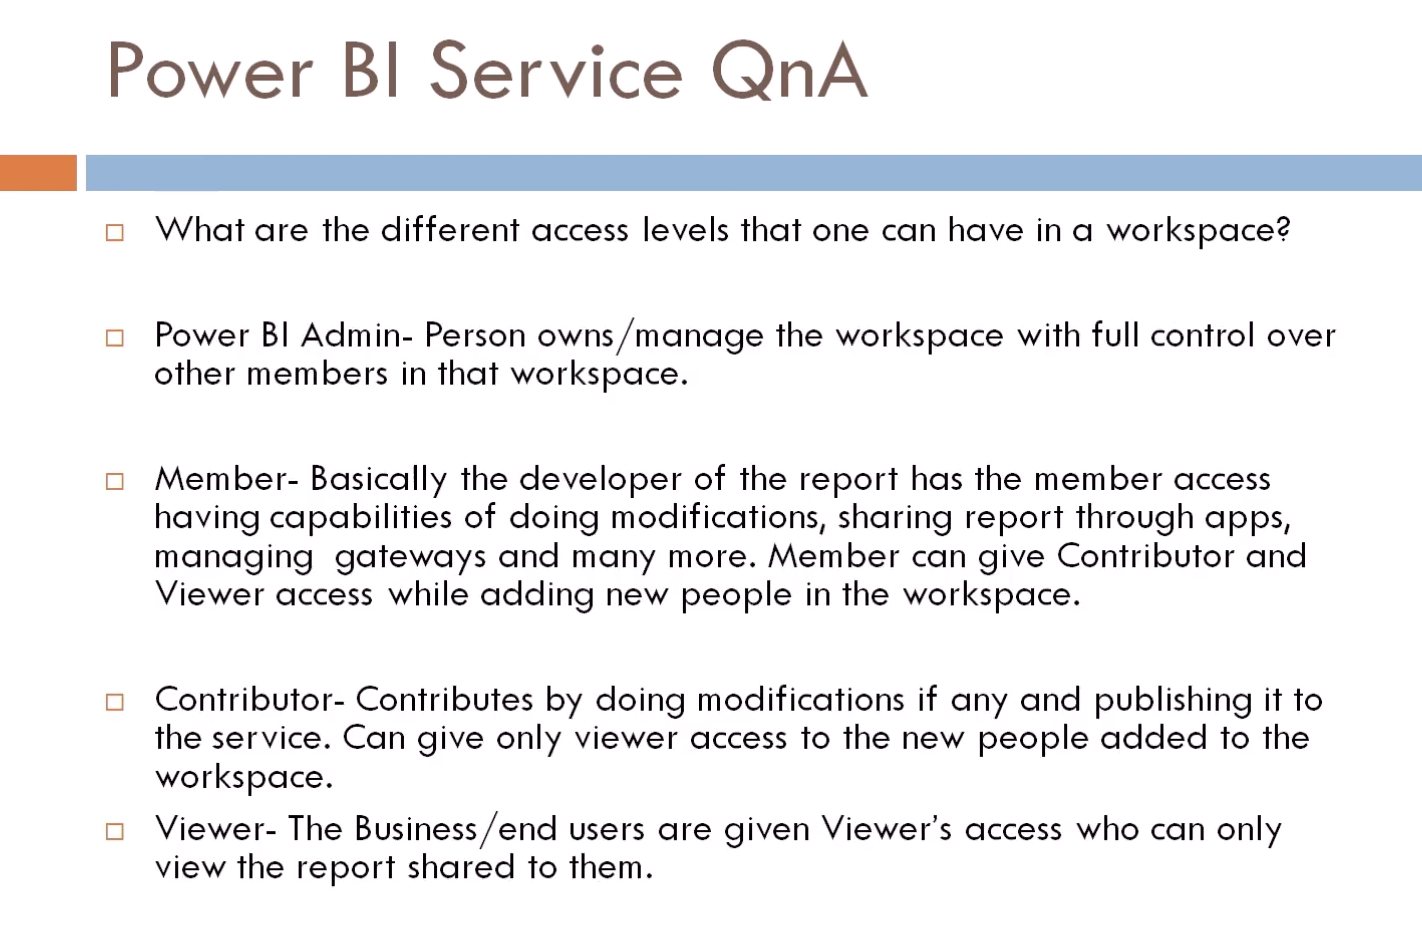 Power BI Service QnA
What are the different access levels that one can have in a workspace?
Power BI Admin- Person owns/manage the workspace with full control over
other members in that workspace.
Member- Basically the developer of the report has the member access
having capabilities of doing modifications, sharing report through apps,
managing  gateways and many more. Member can give Contributor and
Viewer access while adding new people in the workspace.
Contributor- Contributes by doing modifications if any and publishing it to
the service. Can give only viewer access to the new people added to the
workspace.
Viewer- The Business/end users are given Viewer’s access who can only
view the report shared to them.